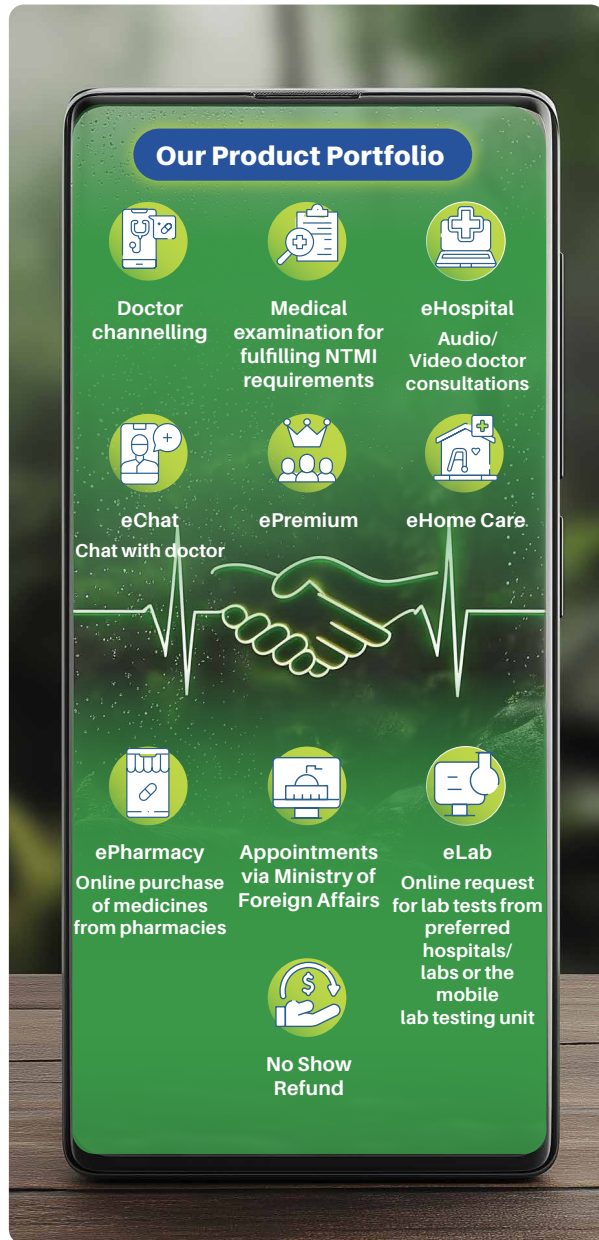 Our Product Portfolio
Doctor
channelling
Medical
examination for
fulfilling NTMI
requirements
eHospital
Audio/
Video doctor
consultations
eChat
Chat with doctor
ePremium
eHome Care
ePharmacy
Online purchase
of medicines
from pharmacies
Appointments
via Ministry of
Foreign Affairs
eLab
Online request
for lab tests from
preferred
hospitals/
labs or the
mobile
lab testing unit
$
No Show
Refund